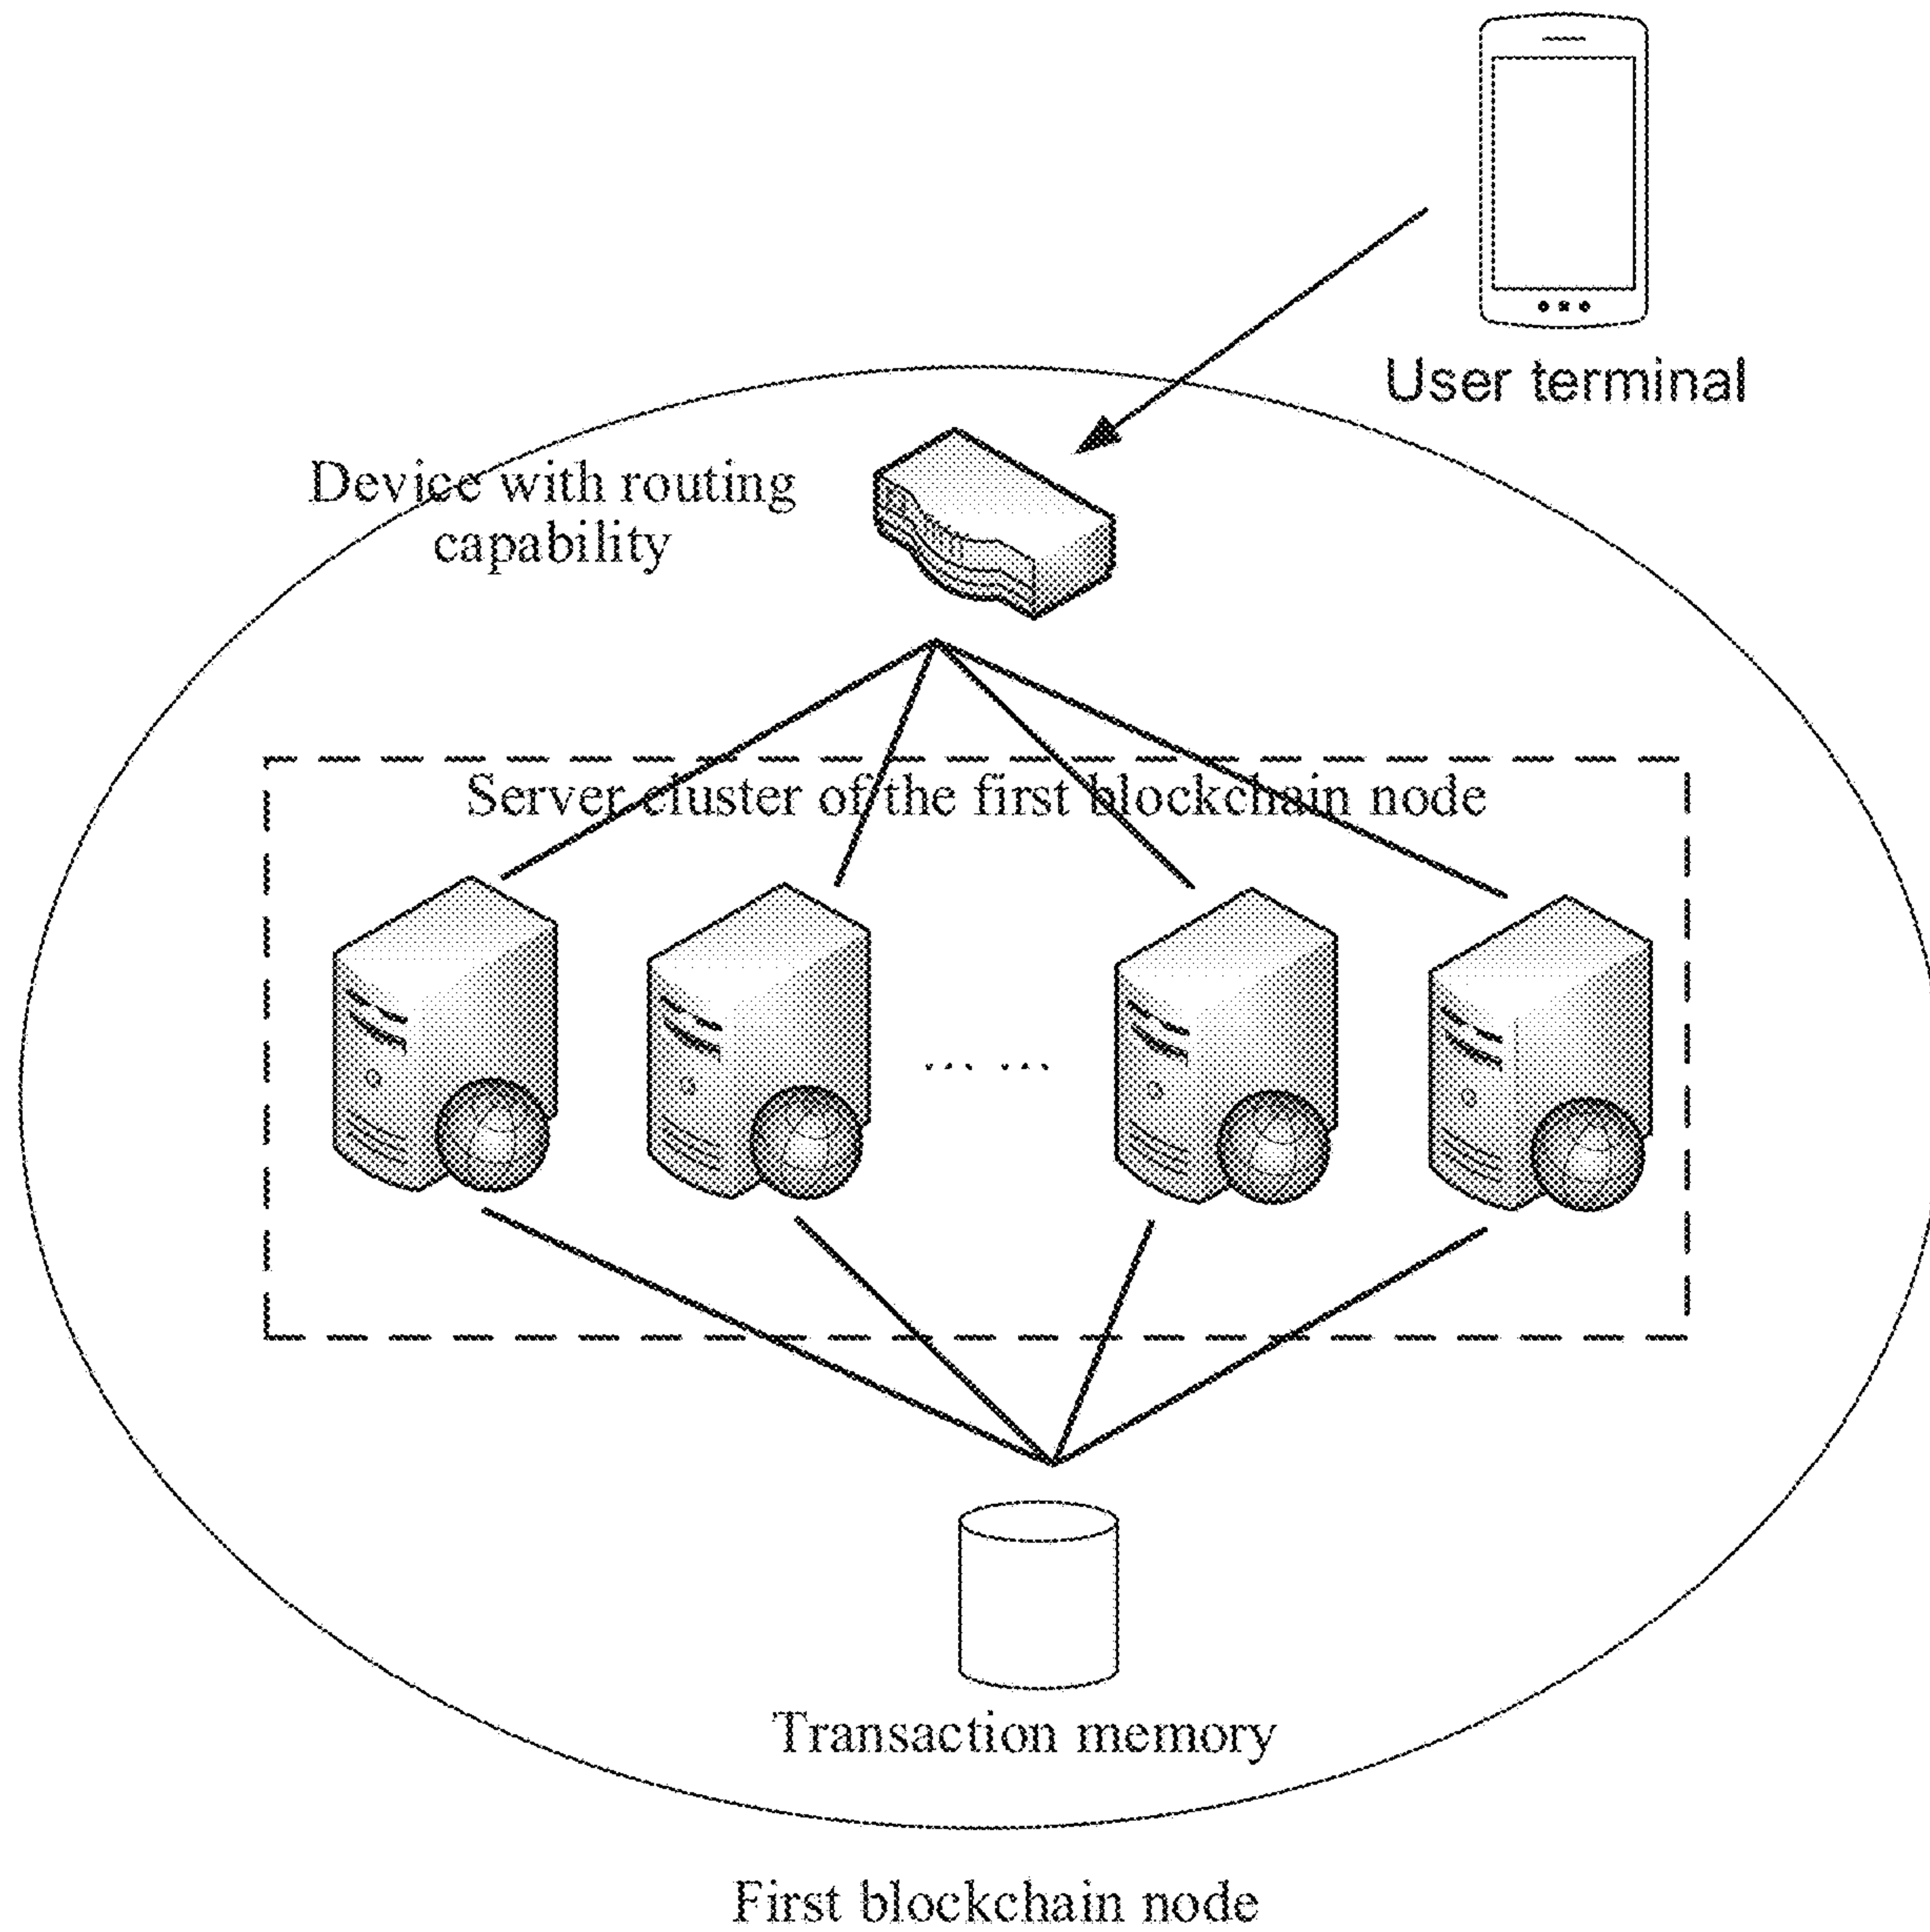 User terminal
Device with routing
capability
Server cluster of the first blockchain node
... ...
Transaction memory
First blockchain node